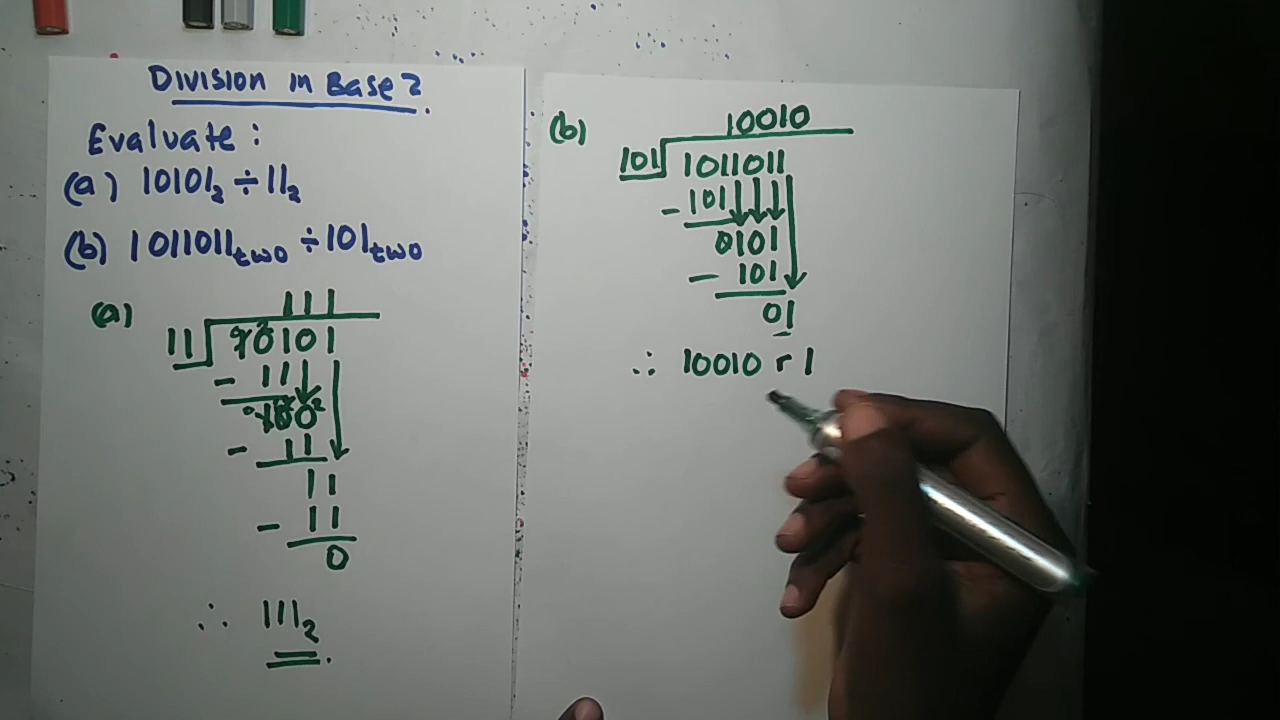 Division in Base 2
Evaluate :
(a) 10101₂ ÷ 11₂
(b) 1011011two ÷ 101two
(a)
111
11 10101
- 11
100
- 11
11
- 11
0
∴ 111₂
(b)
10010
101 1011011
- 101
0101
- 101
01
∴ 10010 r 1